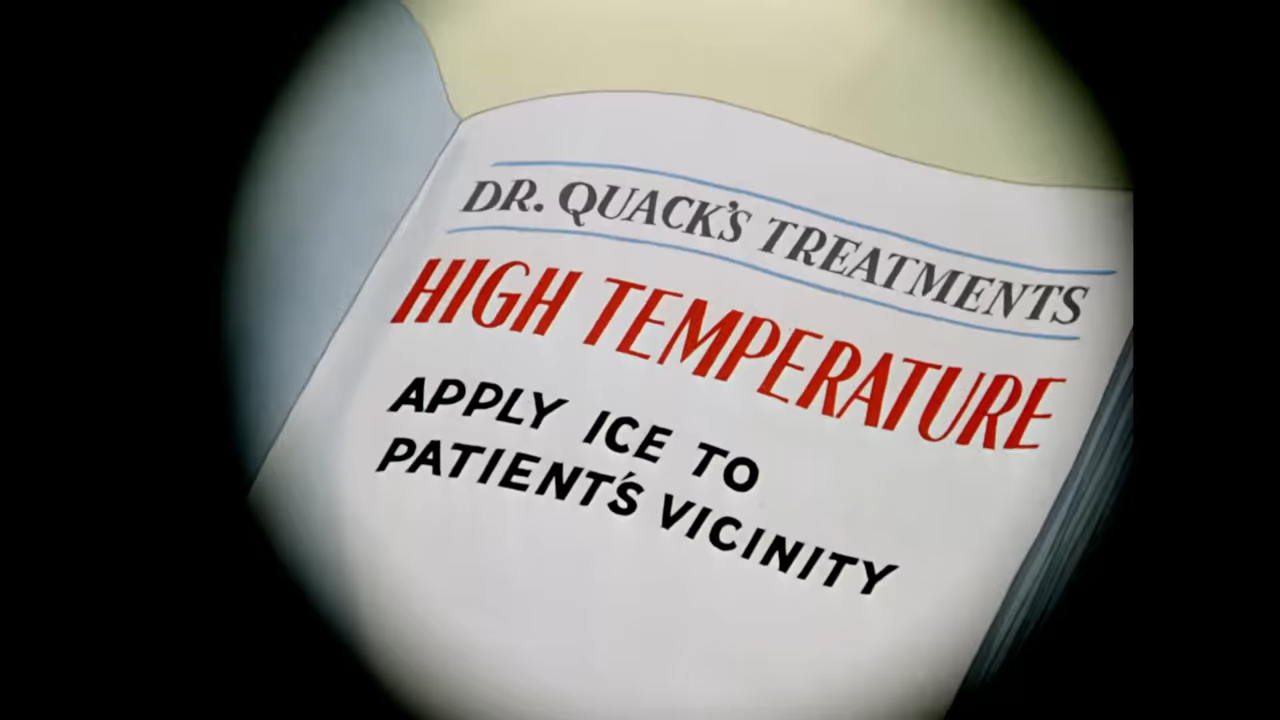 DR. QUACK'S TREATMENTS
HIGH TEMPERATURE
APPLY ICE TO
PATIENT'S VICINITY